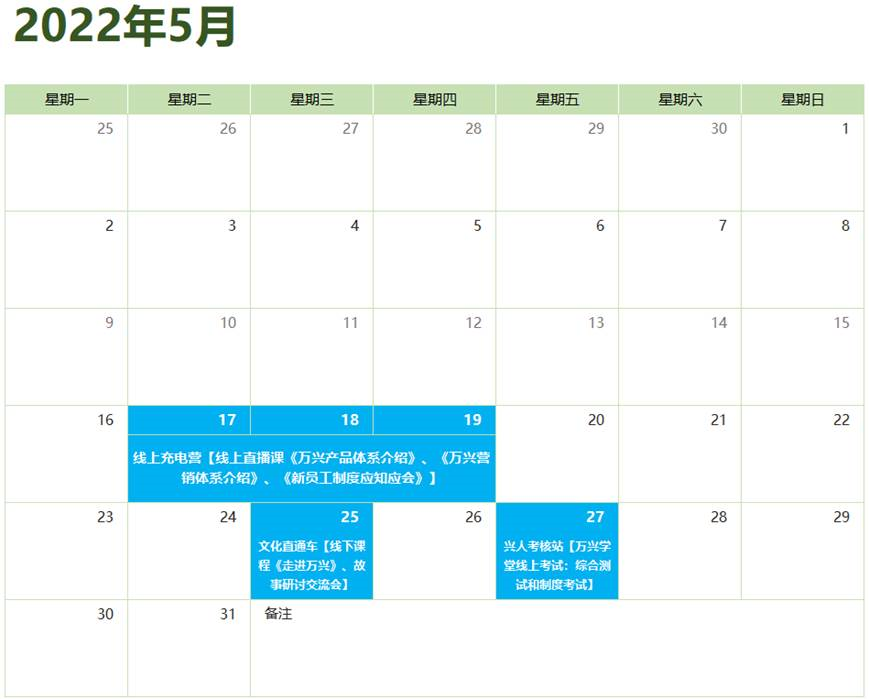 2022年5月
星期一 星期二 星期三 星期四 星期五 星期六 星期日
25 26 27 28 29 30 1
2 3 4 5 6 7 8
9 10 11 12 13 14 15
16 17 18 19 20 21 22
线上充电营【线上直播课《万兴产品体系介绍》、《万兴营
销体系介绍》、《新员工制度应知应会》】
23 24 25 26 27 28 29
文化直通车【线下课
程《走进万兴》、故
事研讨交流会】
兴人考核站【万兴学
堂线上考试：综合测
试和制度考试】
30 31 备注